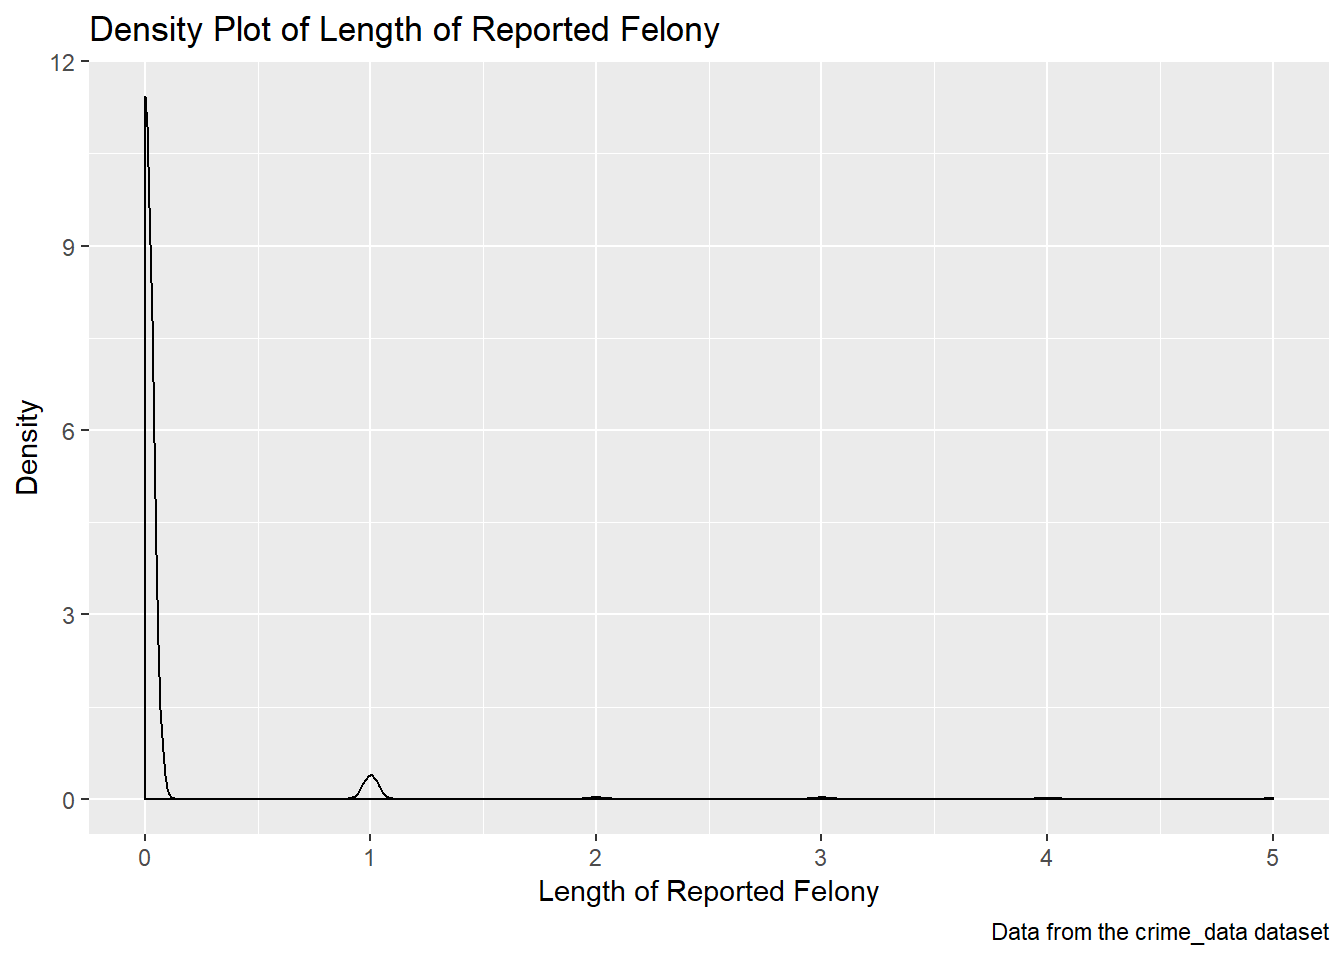 Density Plot of Length of Reported Felony
12
9
6
3
0
Density
0 1 2 3 4 5
Length of Reported Felony
Data from the crime_data dataset